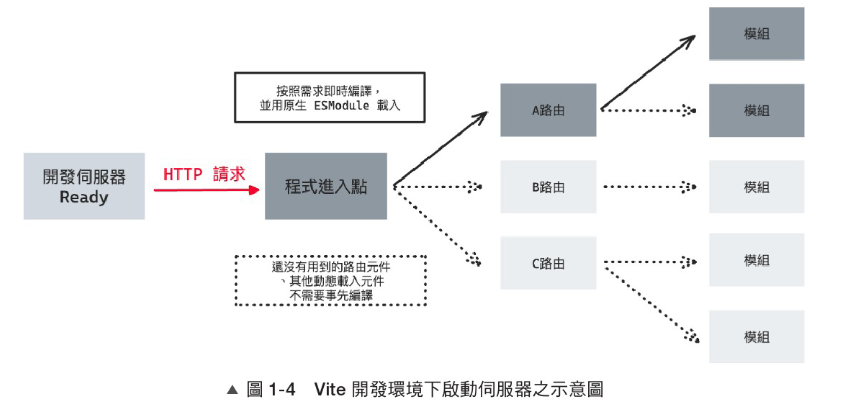 模組
按照需求即時編譯，
並用原生 ESModule 載入
A路由
模組
開發伺服器
Ready
HTTP 請求
程式進入點
B路由
模組
還沒有用到的路由元件
、其他動態載入元件
不需要事先編譯
C路由
模組
模組
▲ 圖 1-4 Vite 開發環境下啟動伺服器之示意圖